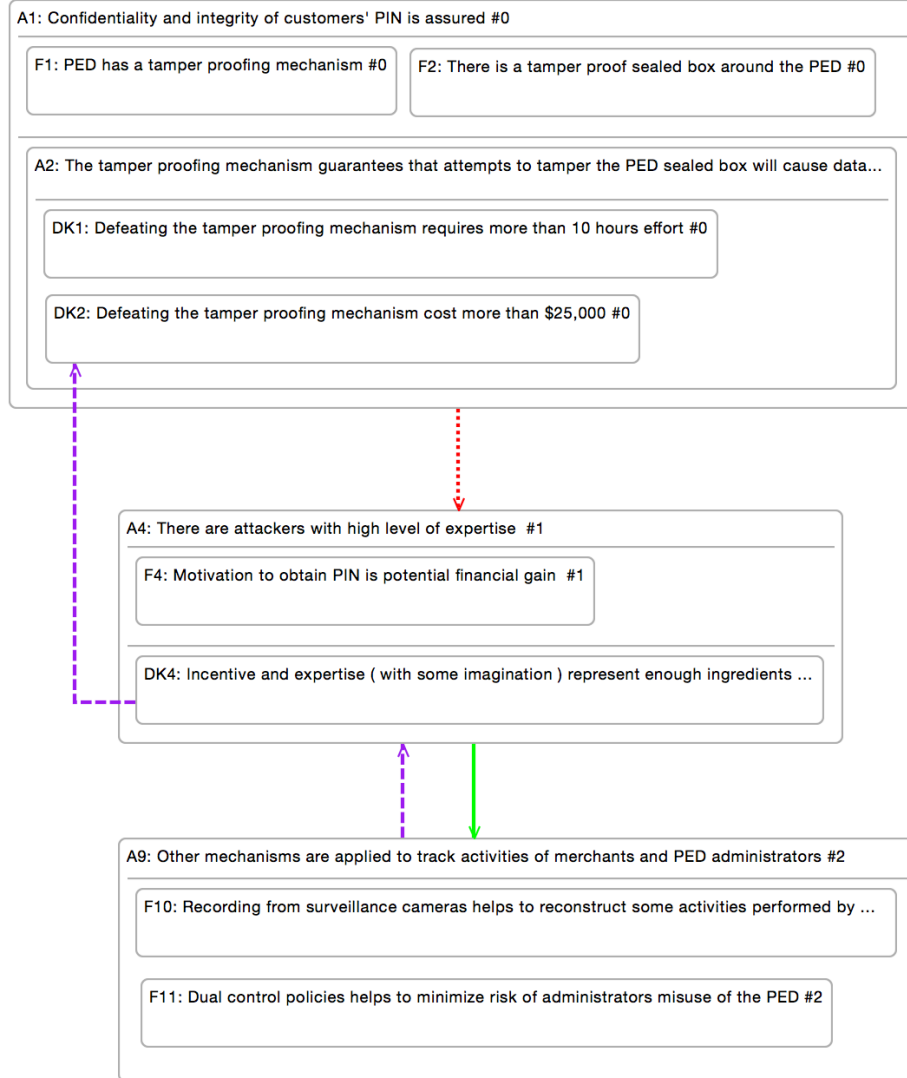 A1: Confidentiality and integrity of customers' PIN is assured #0
F1: PED has a tamper proofing mechanism #0
F2: There is a tamper proof sealed box around the PED #0
A2: The tamper proofing mechanism guarantees that attempts to tamper the PED sealed box will cause data...
DK1: Defeating the tamper proofing mechanism requires more than 10 hours effort #0
DK2: Defeating the tamper proofing mechanism cost more than $25,000 #0
A4: There are attackers with high level of expertise #1
F4: Motivation to obtain PIN is potential financial gain #1
DK4: Incentive and expertise ( with some imagination ) represent enough ingredients ...
A9: Other mechanisms are applied to track activities of merchants and PED administrators #2
F10: Recording from surveillance cameras helps to reconstruct some activities performed by ...
F11: Dual control policies helps to minimize risk of administrators misuse of the PED #2